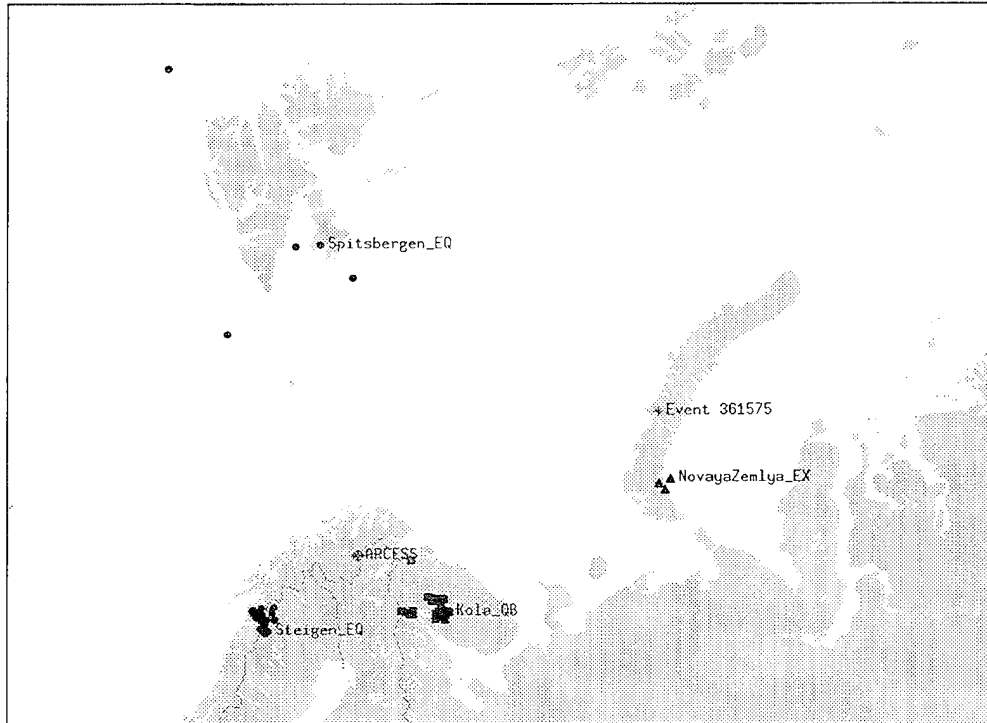 Spitsbergen_EQ
Event 361575
NovayaZemlya_EX
ARCESS
Kola_QB
Steigen_EQ